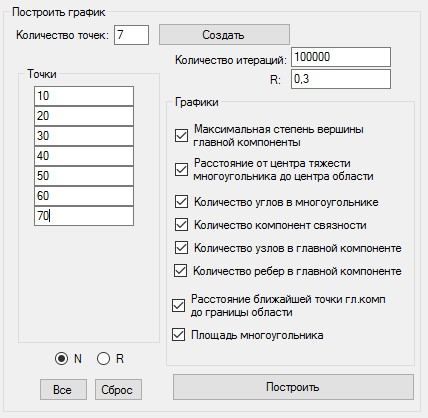 Построить график
Количество точек: 7 Создать
Количество итераций: 100000
R: 0,3
Точки
10
20
30
40
50
60
70
Графики
Максимальная степень вершины
главной компоненты
Расстояние от центра тяжести
многоугольника до центра области
Количество углов в многоугольнике
Количество компонент связности
Количество узлов в главной компоненте
Количество ребер в главной компоненте
Расстояние ближайшей точки гл.комп
до границы области
Площадь многоугольника
N R
Все Сброс
Построить